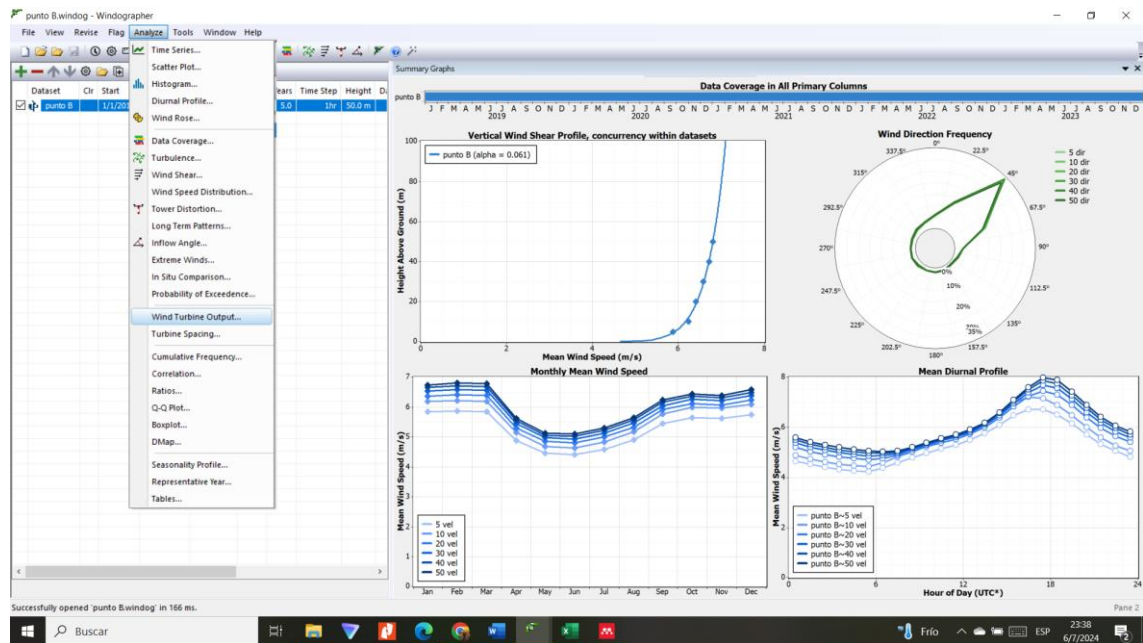 punto B.windog - Windographer
File View Revise Flag Analyze Tools Window Help
Time Series...
Scatter Plot...
Histogram...
Diurnal Profile...
Wind Rose...
Data Coverage...
Turbulence...
Wind Shear...
Wind Speed Distribution...
Tower Distortion...
Long Term Patterns...
Inflow Angle...
Extreme Winds...
In Situ Comparison...
Probability of Exceedence...
Wind Turbine Output...
Turbine Spacing...
Cumulative Frequency...
Correlation...
Ratios...
Q-Q Plot...
Boxplot...
DMap...
Seasonality Profile...
Representative Year...
Tables...
Dataset Clr Start Years Time Step Height
punto B 1/1/201 5.0 1hr 50.0 m
Summary Graphs
Data Coverage in All Primary Columns
punto B
J F M A M J J A S O N D J F M A M J J A S O N D J F M A M J J A S O N D J F M A M J J A S O N D J F M A M J J A S O N D
2019 2020 2021 2022 2023
Vertical Wind Shear Profile, concurrency within datasets
punto B (alpha = 0.061)
Height Above Ground (m)
100
80
60
40
20
0
0 2 4 6 8
Mean Wind Speed (m/s)
Wind Direction Frequency
0°
22.5°
45°
67.5°
90°
112.5°
135°
157.5°
180°
202.5°
225°
247.5°
270°
292.5°
315°
337.5°
0%
10%
20%
35%
5 dir
10 dir
20 dir
30 dir
40 dir
50 dir
Monthly Mean Wind Speed
Mean Wind Speed (m/s)
7
6
5
4
3
2
1
0
5 vel
10 vel
20 vel
30 vel
40 vel
50 vel
Jan Feb Mar Apr May Jun Jul Aug Sep Oct Nov Dec
Mean Diurnal Profile
Mean Wind Speed (m/s)
8
6
4
2
0
punto B~5 vel
punto B~10 vel
punto B~20 vel
punto B~30 vel
punto B~40 vel
punto B~50 vel
0 6 12 18 24
Hour of Day (UTC*)
Successfully opened 'punto B.windog' in 166 ms.
Pane 2
Buscar
Frío
ESP
23:38
6/7/2024